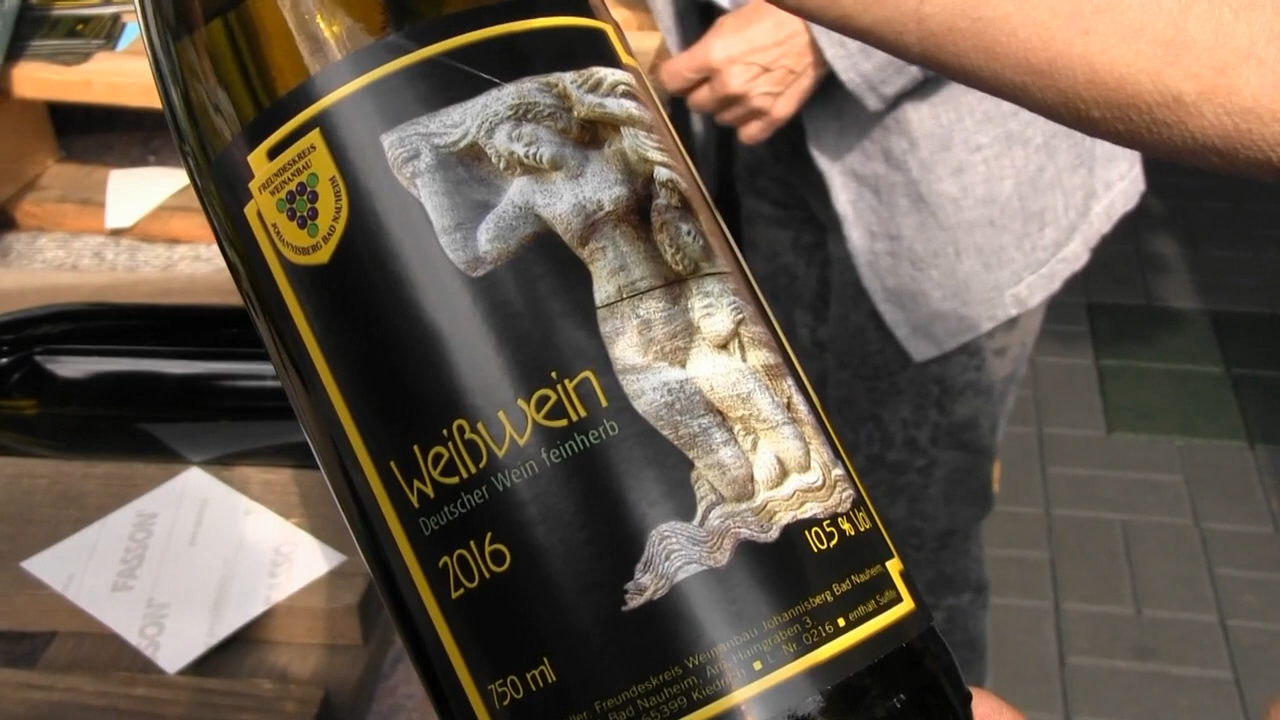 FREUNDESKREIS
WEINANBAU
JOHANNISBERG BAD NAUHEIM
Weißwein
Deutscher Wein feinherb
2016
10,5 % Vol
750 ml
Freundeskreis Weinanbau Johannisberg Bad Nauheim,
Bad Nauheim, Am Haingraben 3,
65399 Kiedrich ■ L. Nr. 0216 ■ enthält Sulfite
FASSON